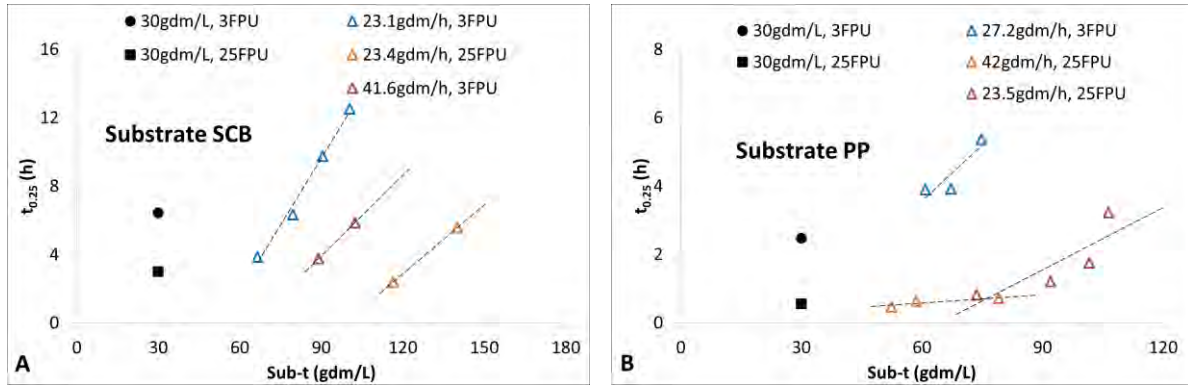 16
12
8
4
0
t0.25 (h)
● 30gdm/L, 3FPU
■ 30gdm/L, 25FPU
△ 23.1gdm/h, 3FPU
△ 23.4gdm/h, 25FPU
△ 41.6gdm/h, 3FPU
Substrate SCB
0 30 60 90 120 150 180
A
Sub-t (gdm/L)
8
6
4
2
0
t0.25 (h)
● 30gdm/L, 3FPU
■ 30gdm/L, 25FPU
△ 27.2gdm/h, 3FPU
△ 42gdm/h, 25FPU
△ 23.5gdm/h, 25FPU
Substrate PP
0 30 60 90 120
B
Sub-t (gdm/L)